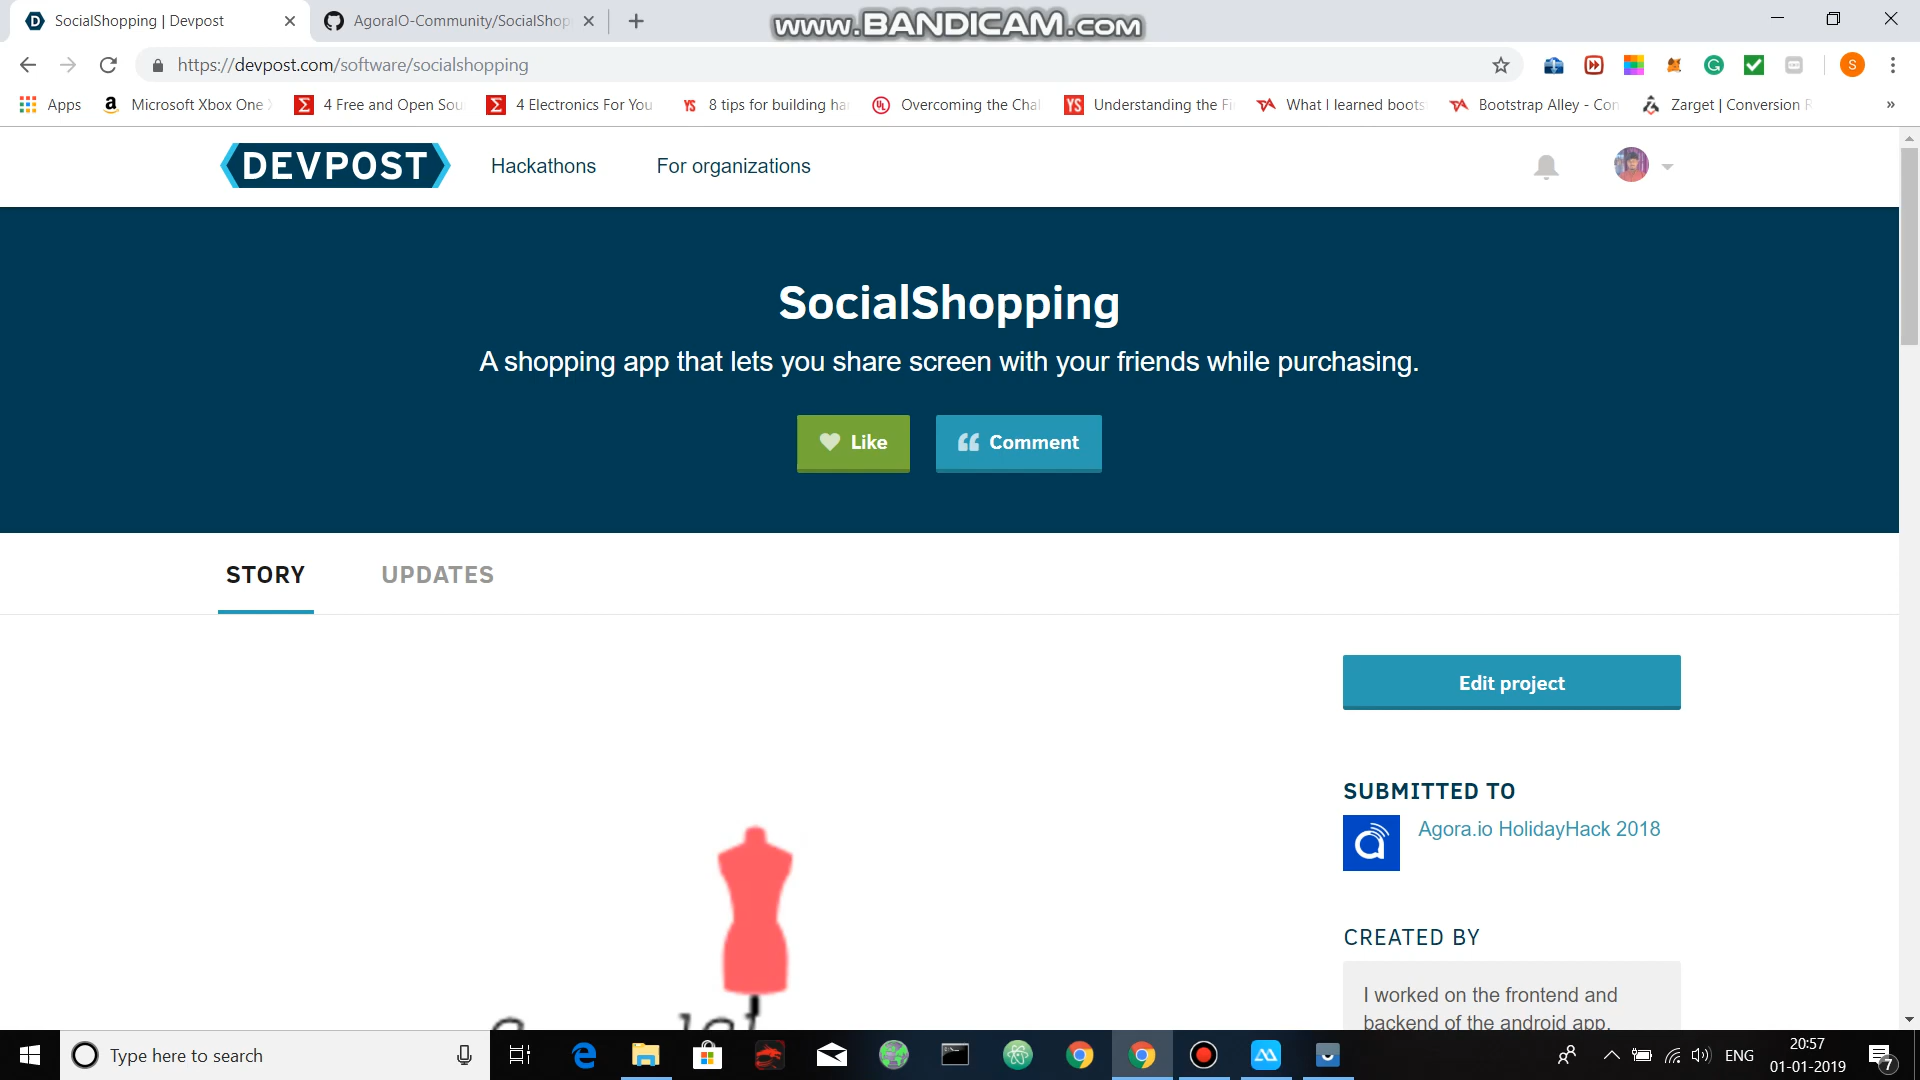 SocialShopping | Devpost
AgoraIO-Community/SocialShop
www.BANDICAM.com
https://devpost.com/software/socialshopping
S
Apps
Microsoft Xbox One
4 Free and Open Sou
4 Electronics For You
8 tips for building ha
Overcoming the Chal
Understanding the Fi
What I learned boots
Bootstrap Alley - Con
Zarget | Conversion R
»
DEVPOST
Hackathons
For organizations
SocialShopping
A shopping app that lets you share screen with your friends while purchasing.
Like
Comment
STORY
UPDATES
Edit project
SUBMITTED TO
Agora.io HolidayHack 2018
CREATED BY
I worked on the frontend and
backend of the android app.
Type here to search
ENG
20:57
01-01-2019
7